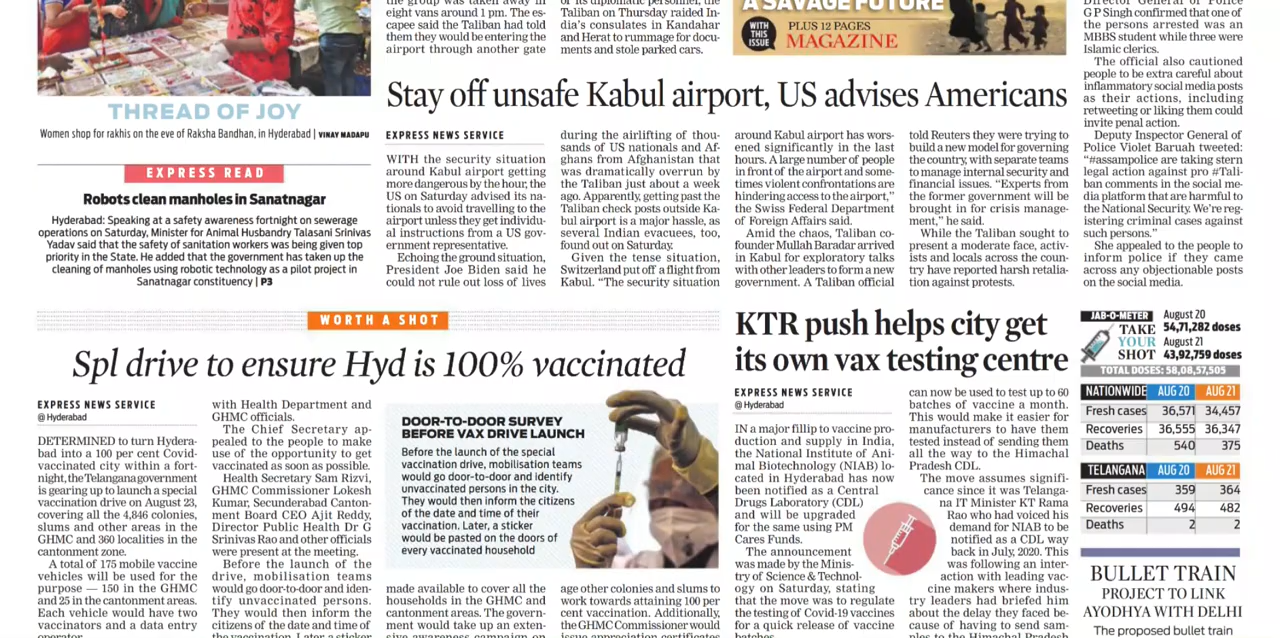 the group was taken away in
eight vans around 1 pm. The es-
capee said the Taliban had told
them they would be entering the
airport through another gate
of its diplomatic personnel, the
Taliban on Thursday raided In-
dia's consulates in Kandahar
and Herat to rummage for docu-
ments and stole parked cars.
A SAVAGE FUTURE
WITH
THIS
ISSUE
PLUS 12 PAGES
MAGAZINE
Director General of Police
G P Singh confirmed that one of
the persons arrested was an
MBBS student while three were
Islamic clerics.
The official also cautioned
people to be extra careful about
inflammatory social media posts
as their actions, including
retweeting or liking them could
invite penal action.
Deputy Inspector General of
Police Violet Baruah tweeted:
"#assampolice are taking stern
legal action against pro #Tali-
ban comments in the social me-
dia platform that are harmful to
the National Security. We're reg-
istering criminal cases against
such persons."
She appealed to the people to
inform police if they came
across any objectionable posts
on the social media.
THREAD OF JOY
Women shop for rakhis on the eve of Raksha Bandhan, in Hyderabad | VINAY MADAPU
EXPRESS READ
Robots clean manholes in Sanatnagar
Hyderabad: Speaking at a safety awareness fortnight on sewerage
operations on Saturday, Minister for Animal Husbandry Talasani Srinivas
Yadav said that the safety of sanitation workers was being given top
priority in the State. He added that the government has taken up the
cleaning of manholes using robotic technology as a pilot project in
Sanatnagar constituency | P3
Stay off unsafe Kabul airport, US advises Americans
EXPRESS NEWS SERVICE
WITH the security situation
around Kabul airport getting
more dangerous by the hour, the
US on Saturday advised its na-
tionals to avoid travelling to the
airport unless they get individu-
al instructions from a US gov-
ernment representative.
Echoing the ground situation,
President Joe Biden said he
could not rule out loss of lives
during the airlifting of thou-
sands of US nationals and Af-
ghans from Afghanistan that
was dramatically overrun by
the Taliban just about a week
ago. Apparently, getting past the
Taliban check posts outside Ka-
bul airport is a major hassle, as
several Indian evacuees, too,
found out on Saturday.
Given the tense situation,
Switzerland put off a flight from
Kabul. "The security situation
around Kabul airport has wors-
ened significantly in the last
hours. A large number of people
in front of the airport and some-
times violent confrontations are
hindering access to the airport,"
the Swiss Federal Department
of Foreign Affairs said.
Amid the chaos, Taliban co-
founder Mullah Baradar arrived
in Kabul for exploratory talks
with other leaders to form a new
government. A Taliban official
told Reuters they were trying to
build a new model for governing
the country, with separate teams
to manage internal security and
financial issues. "Experts from
the former government will be
brought in for crisis manage-
ment," he said.
While the Taliban sought to
present a moderate face, activ-
ists and locals across the coun-
try have reported harsh retalia-
tion against protests.
WORTH A SHOT
Spl drive to ensure Hyd is 100% vaccinated
EXPRESS NEWS SERVICE
@ Hyderabad
DETERMINED to turn Hydera-
bad into a 100 per cent Covid-
vaccinated city within a fort-
night, the Telangana government
is gearing up to launch a special
vaccination drive on August 23,
covering all the 4,846 colonies,
slums and other areas in the
GHMC and 360 localities in the
cantonment zone.
A total of 175 mobile vaccine
vehicles will be used for the
purpose — 150 in the GHMC
and 25 in the cantonment areas.
Each vehicle would have two
vaccinators and a data entry
operator.
with Health Department and
GHMC officials.
The Chief Secretary ap-
pealed to the people to make
use of the opportunity to get
vaccinated as soon as possible.
Health Secretary Sam Rizvi,
GHMC Commissioner Lokesh
Kumar, Secunderabad Canton-
ment Board CEO Ajit Reddy,
Director Public Health Dr G
Srinivas Rao and other officials
were present at the meeting.
Before the launch of the
drive, mobilisation teams
would go door-to-door and iden-
tify unvaccinated persons.
They would then inform the
citizens of the date and time of
the vaccination. Later, a sticker
DOOR-TO-DOOR SURVEY
BEFORE VAX DRIVE LAUNCH
Before the launch of the special
vaccination drive, mobilisation teams
would go door-to-door and identify
unvaccinated persons in the city.
They would then inform the citizens
of the date and time of their
vaccination. Later, a sticker
would be pasted on the doors of
every vaccinated household
made available to cover all the
households in the GHMC and
cantonment areas. The govern-
ment would take up an exten-
sive awareness campaign on
age other colonies and slums to
work towards attaining 100 per
cent vaccination. Additionally,
the GHMC Commissioner would
issue appreciation certificates
KTR push helps city get
its own vax testing centre
EXPRESS NEWS SERVICE
@ Hyderabad
IN a major fillip to vaccine pro-
duction and supply in India,
the National Institute of Ani-
mal Biotechnology (NIAB) lo-
cated in Hyderabad has now
been notified as a Central
Drugs Laboratory (CDL)
and will be upgraded
for the same using PM
Cares Funds.
The announcement
was made by the Minis-
try of Science & Technol-
ogy on Saturday, stating
that the move was to regulate
the testing of Covid-19 vaccines
for a quick release of vaccine
batches.
can now be used to test up to 60
batches of vaccine a month.
This would make it easier for
manufacturers to have them
tested instead of sending them
all the way to the Himachal
Pradesh CDL.
The move assumes signifi-
cance since it was Telanga-
na IT Minister KT Rama
Rao who had voiced his
demand for NIAB to be
notified as a CDL way
back in July, 2020. This
was following an inter-
action with leading vac-
cine makers where indus-
try leaders had briefed him
about the delay they faced be-
cause of having to send sam-
ples to the Himachal Pradesh
JAB-O-METER
TAKE
YOUR
SHOT
August 20
54,71,282 doses
August 21
43,92,759 doses
TOTAL DOSES: 58,08,57,505
NATIONWIDE AUG 20 AUG 21
Fresh cases 36,571 34,457
Recoveries 36,555 36,347
Deaths 540 375
TELANGANA AUG 20 AUG 21
Fresh cases 359 364
Recoveries 494 482
Deaths 2 2
BULLET TRAIN
PROJECT TO LINK
AYODHYA WITH DELHI
The proposed bullet train